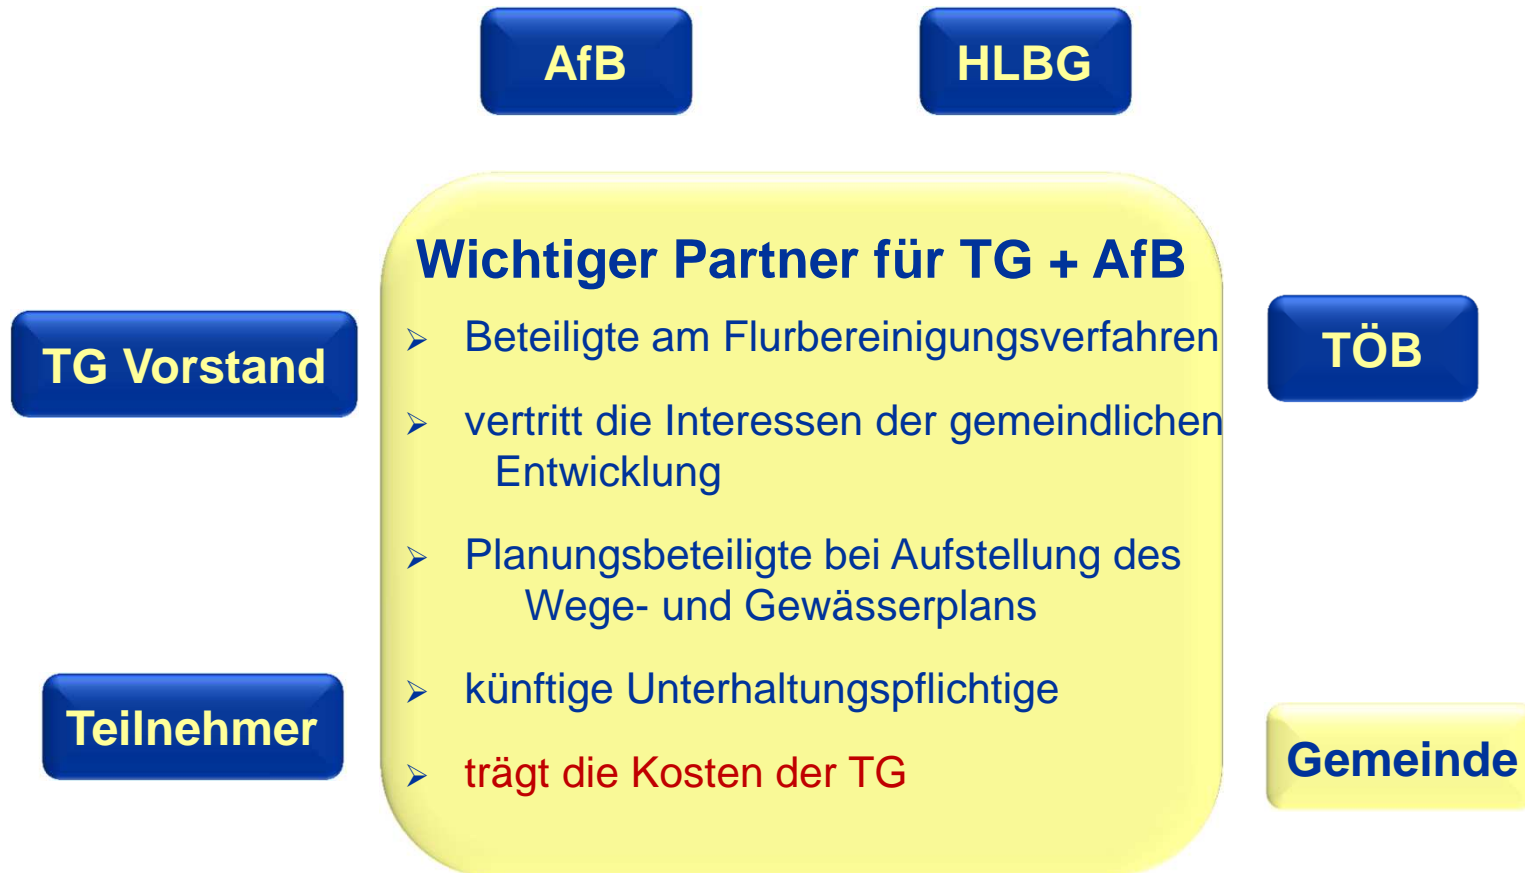 AfB
HLBG
Wichtiger Partner für TG + AfB
➢ Beteiligte am Flurbereinigungsverfahren
➢ vertritt die Interessen der gemeindlichen
Entwicklung
➢ Planungsbeteiligte bei Aufstellung des
Wege- und Gewässerplans
➢ künftige Unterhaltungspflichtige
➢ trägt die Kosten der TG
TG Vorstand
TÖB
Teilnehmer
Gemeinde